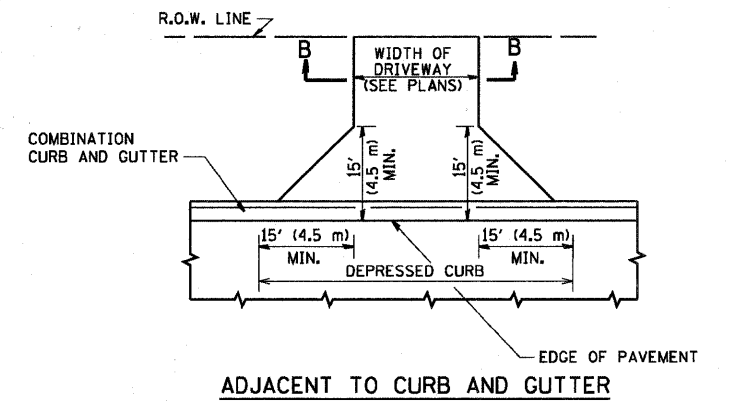 R.O.W. LINE
B
B
WIDTH OF
DRIVEWAY
(SEE PLANS)
COMBINATION
CURB AND GUTTER
15'
(4.5 m)
MIN.
15'
(4.5 m)
MIN.
15' (4.5 m)
MIN.
15' (4.5 m)
MIN.
DEPRESSED CURB
EDGE OF PAVEMENT
ADJACENT TO CURB AND GUTTER